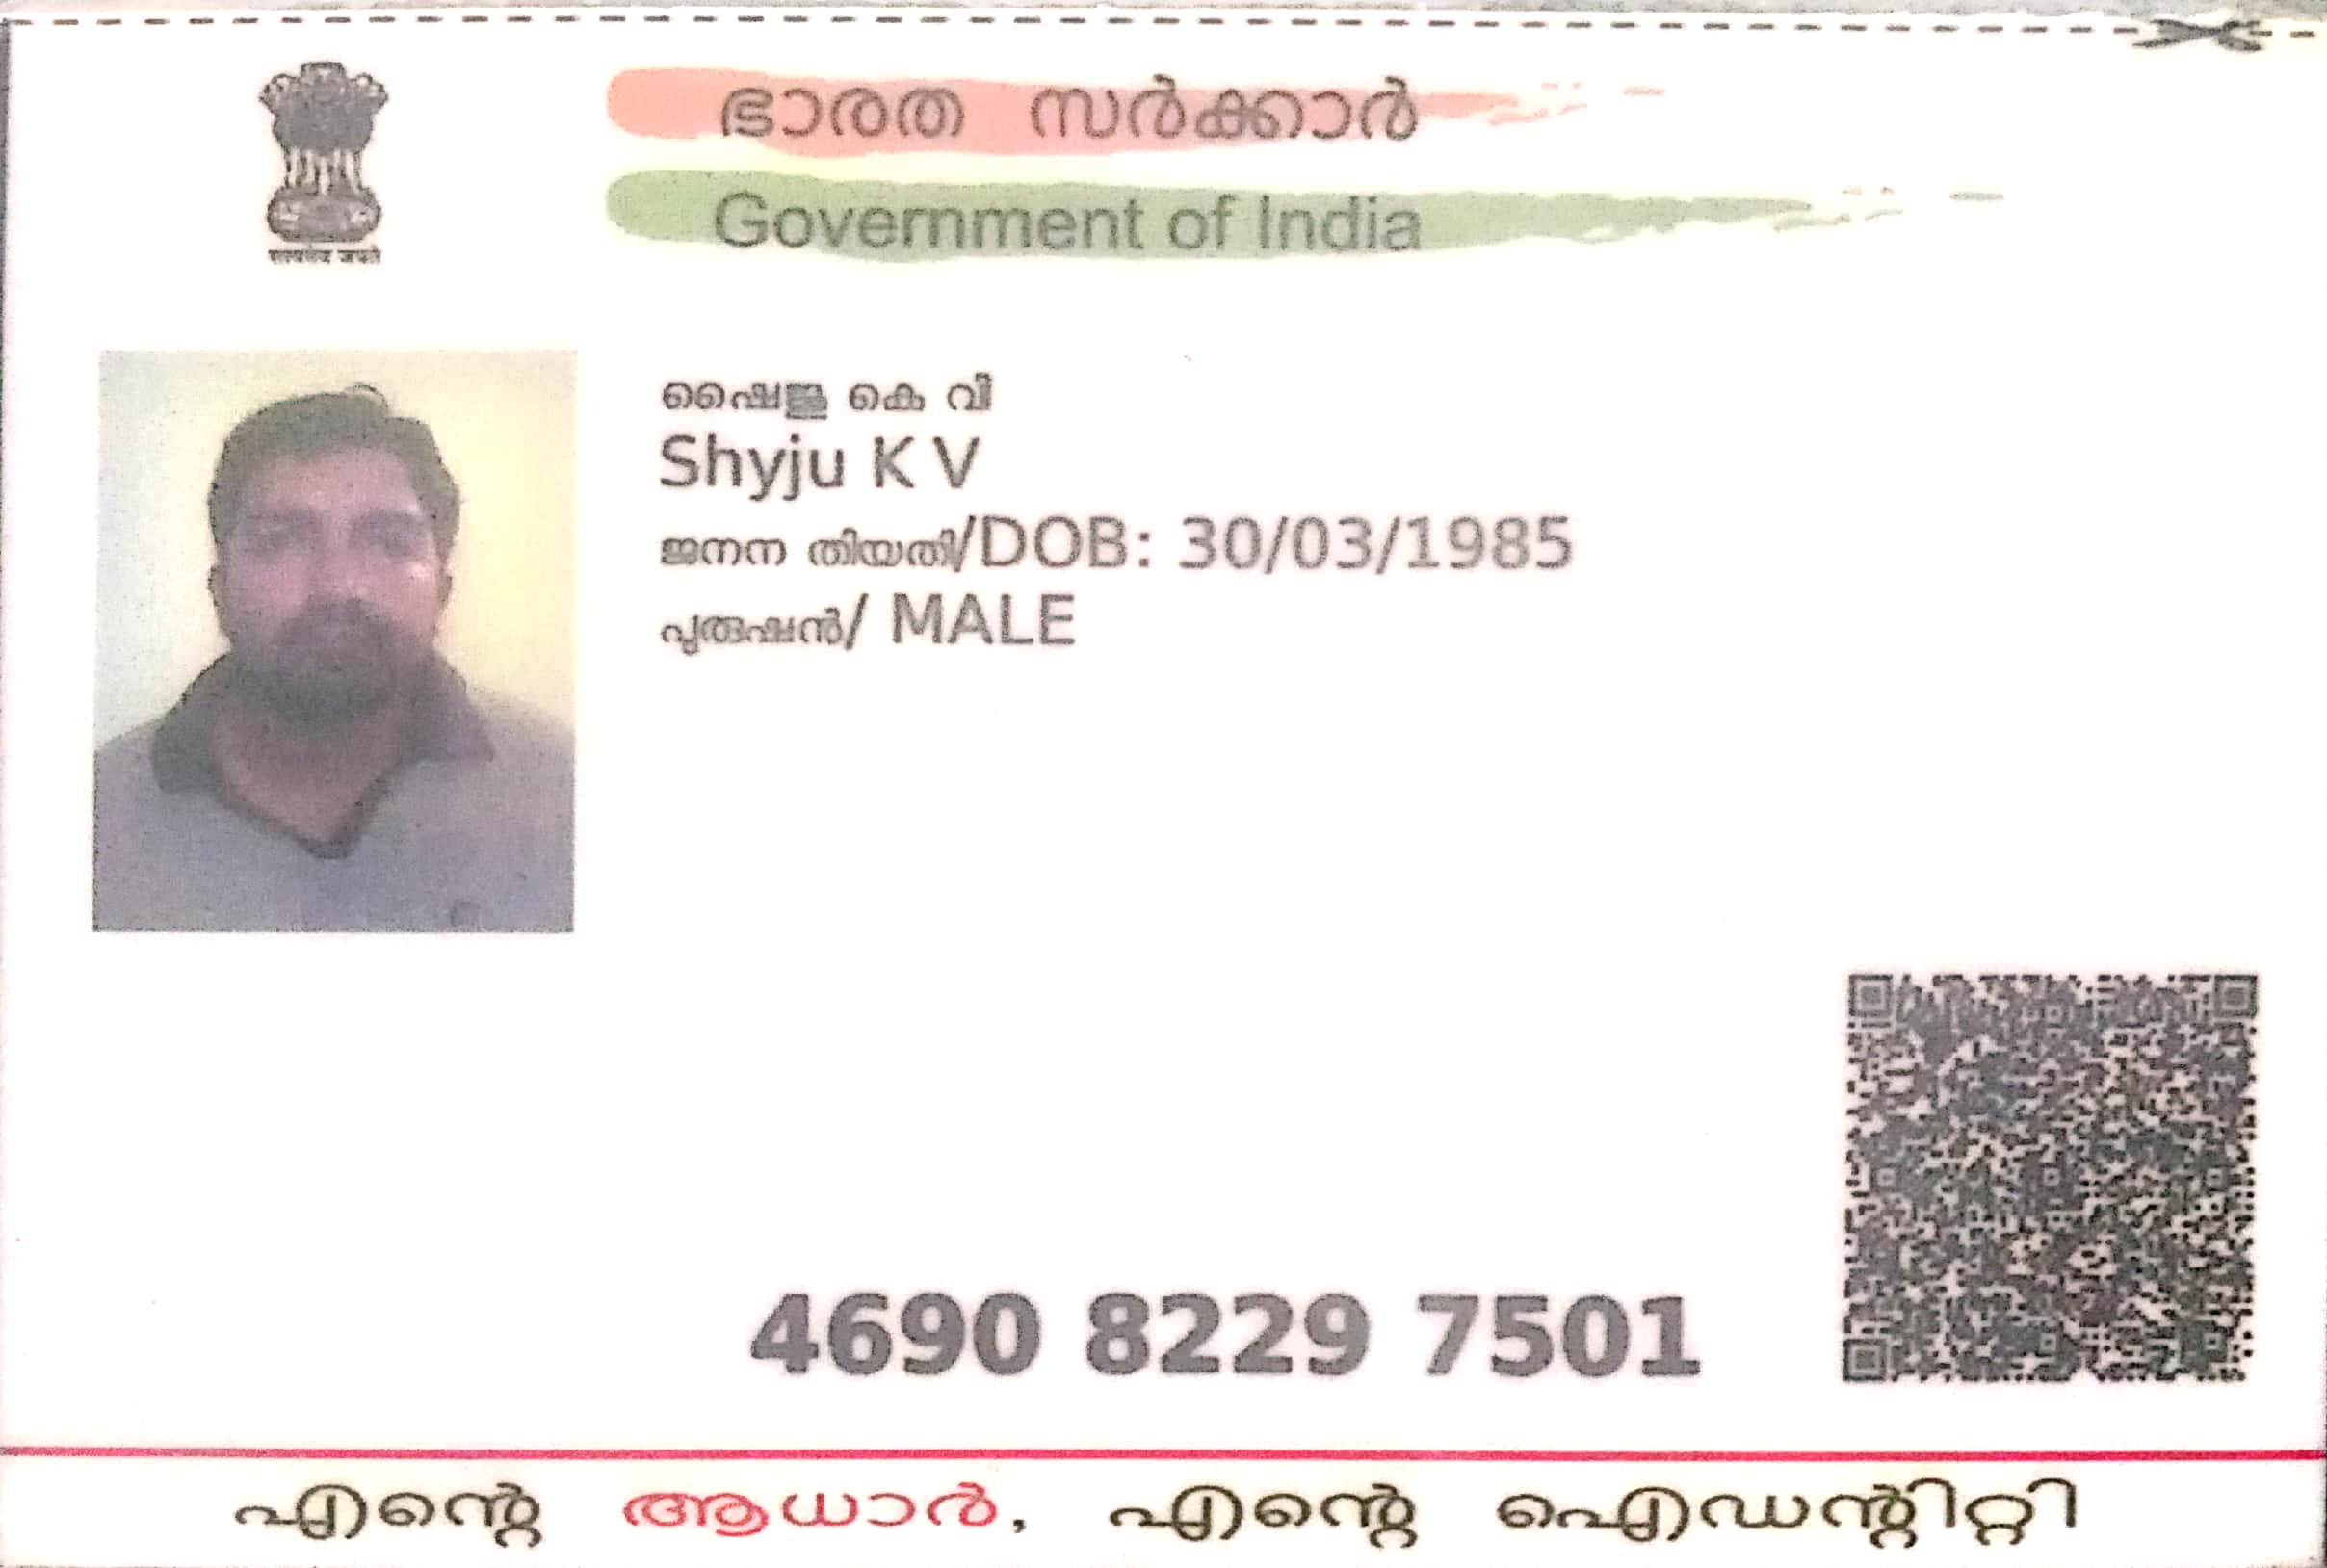 ഭാരത സർക്കാർ
Government of India
सत्यमेव जयते
ഷൈജു കെ വി
Shyju K V
ജനന തിയതി/DOB: 30/03/1985
പുരുഷൻ/ MALE
4690 8229 7501
എന്റെ ആധാർ, എന്റെ ഐഡന്റിറ്റി